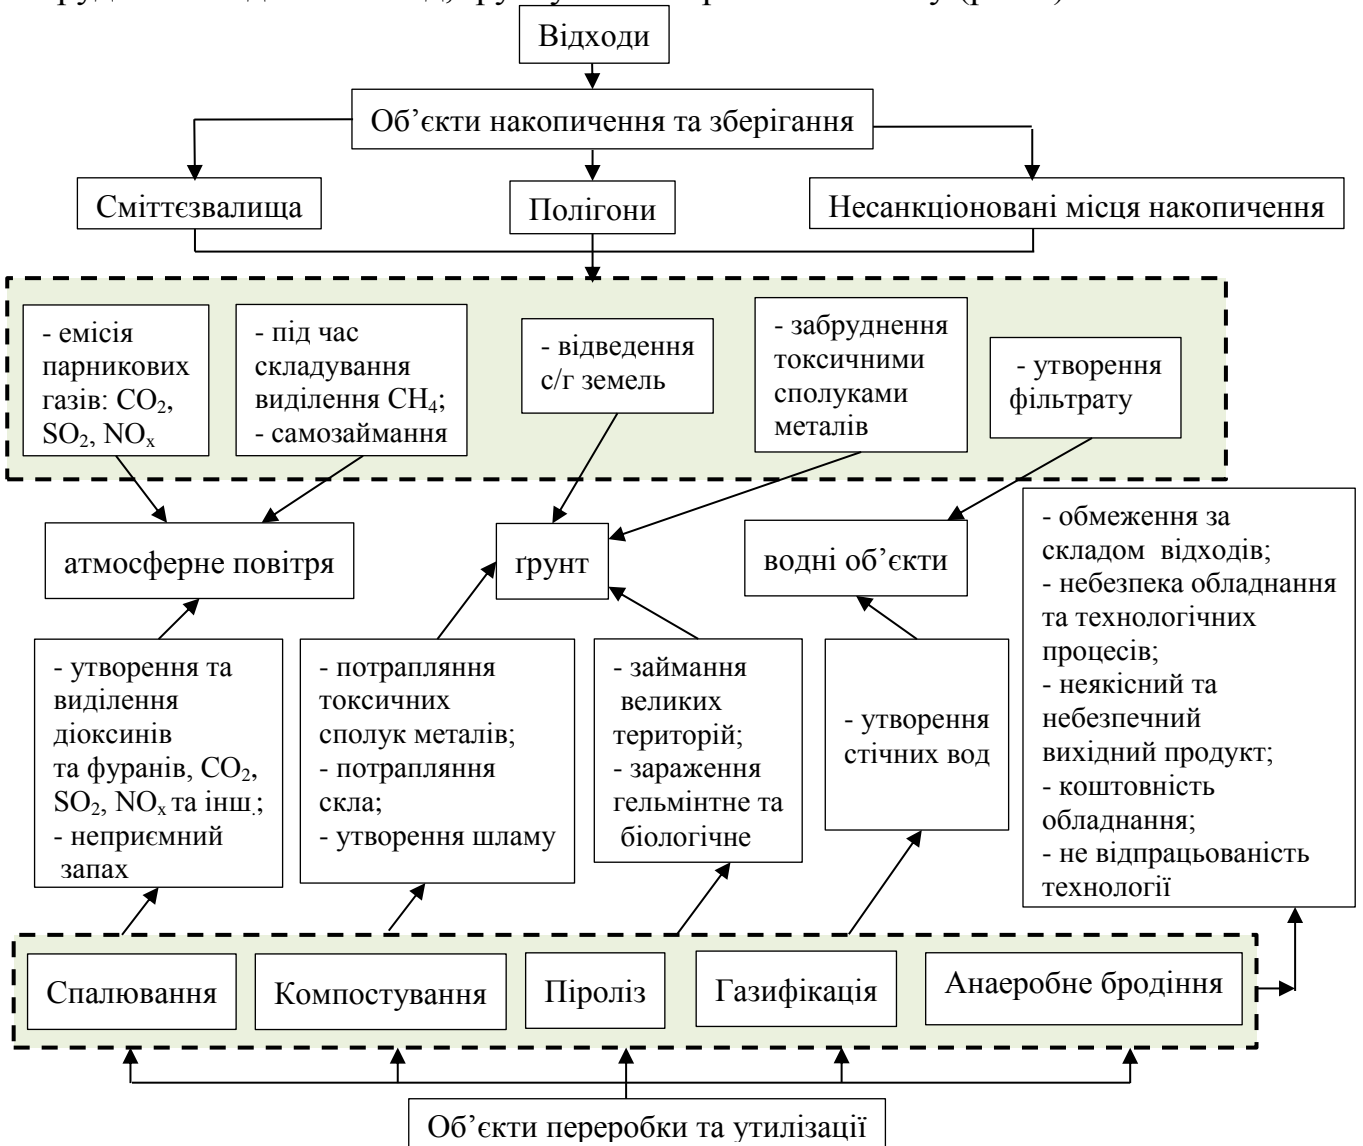 Відходи
Об’єкти накопичення та зберігання
Сміттєзвалища
Полігони
Несанкціоновані місця накопичення
- емісія
парникових
газів: CO₂,
SO₂, NOₓ
- під час
складування
виділення CH₄;
- самозаймання
- відведення
с/г земель
- забруднення
токсичними
сполуками
металів
- утворення
фільтрату
атмосферне повітря
ґрунт
водні об’єкти
- обмеження за
складом відходів;
- небезпека обладнання
та технологічних
процесів;
- неякісний та
небезпечний
вихідний продукт;
- коштовність
обладнання;
- не відпрацьованість
технології
- утворення та
виділення
діоксинів
та фуранів, CO₂,
SO₂, NOₓ та інш.;
- неприємний
запах
- потрапляння
токсичних
сполук металів;
- потрапляння
скла;
- утворення шламу
- займання
великих
територій;
- зараження
гельмінтне та
біологічне
- утворення
стічних вод
Спалювання
Компостування
Піроліз
Газифікація
Анаеробне бродіння
Об’єкти переробки та утилізації